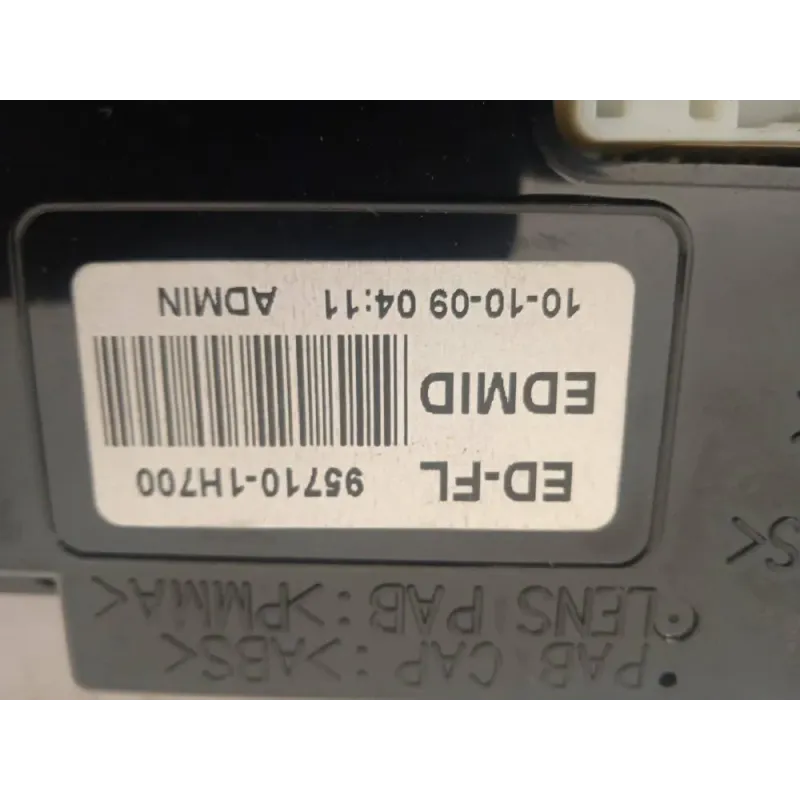 • PAB CAP : >ABS<
⊙LENS PAB : >PMMA<
ED-FL 95710-1H700
EDMID
10-10-09 04:11 ADMIN